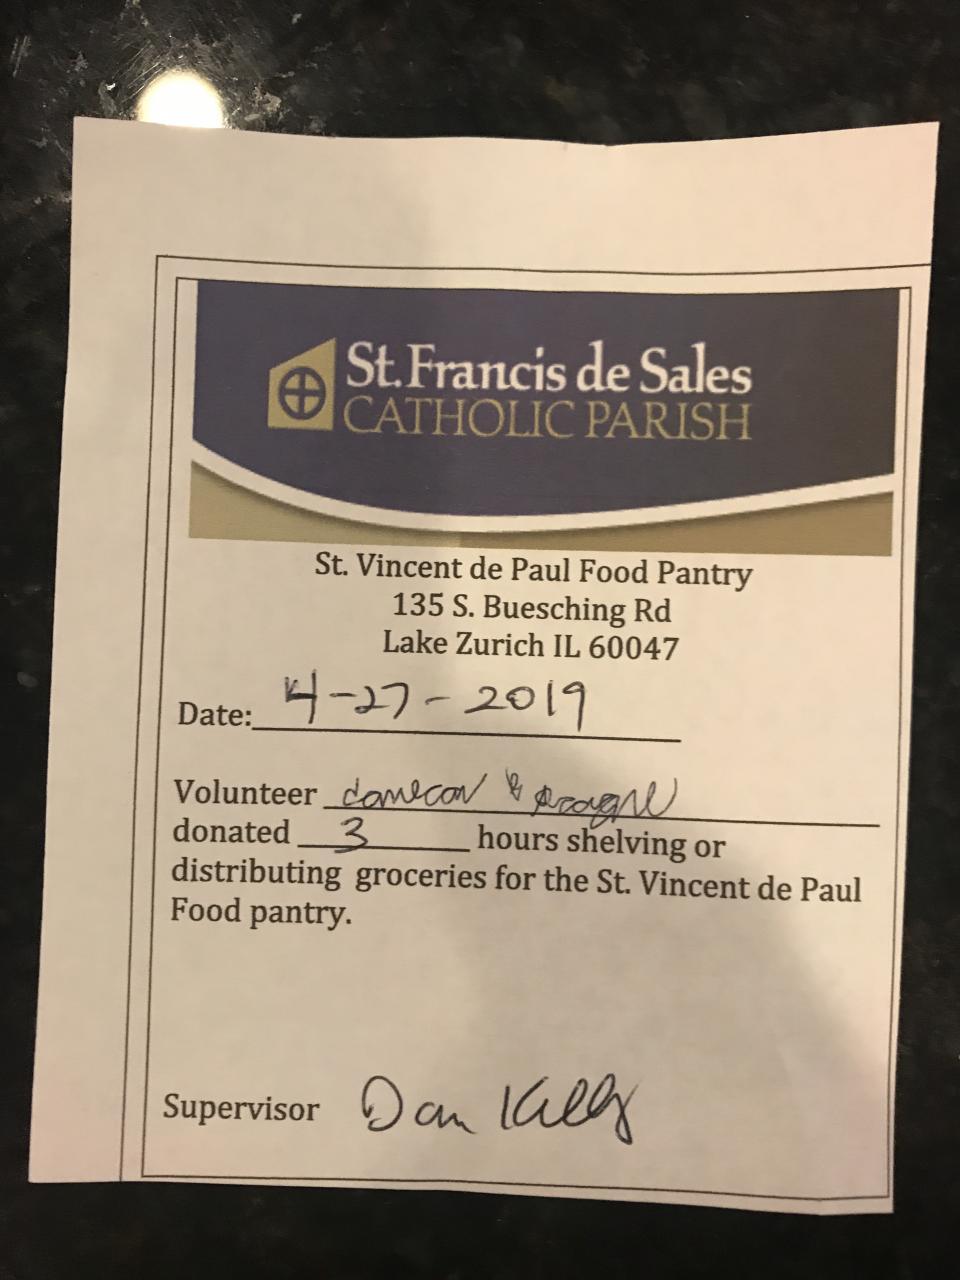 St. Francis de Sales
CATHOLIC PARISH
St. Vincent de Paul Food Pantry
135 S. Buesching Rd
Lake Zurich IL 60047
Date: 4-27-2019
Volunteer
donated 3 hours shelving or
distributing groceries for the St. Vincent de Paul
Food pantry.
Supervisor Dan Kelly